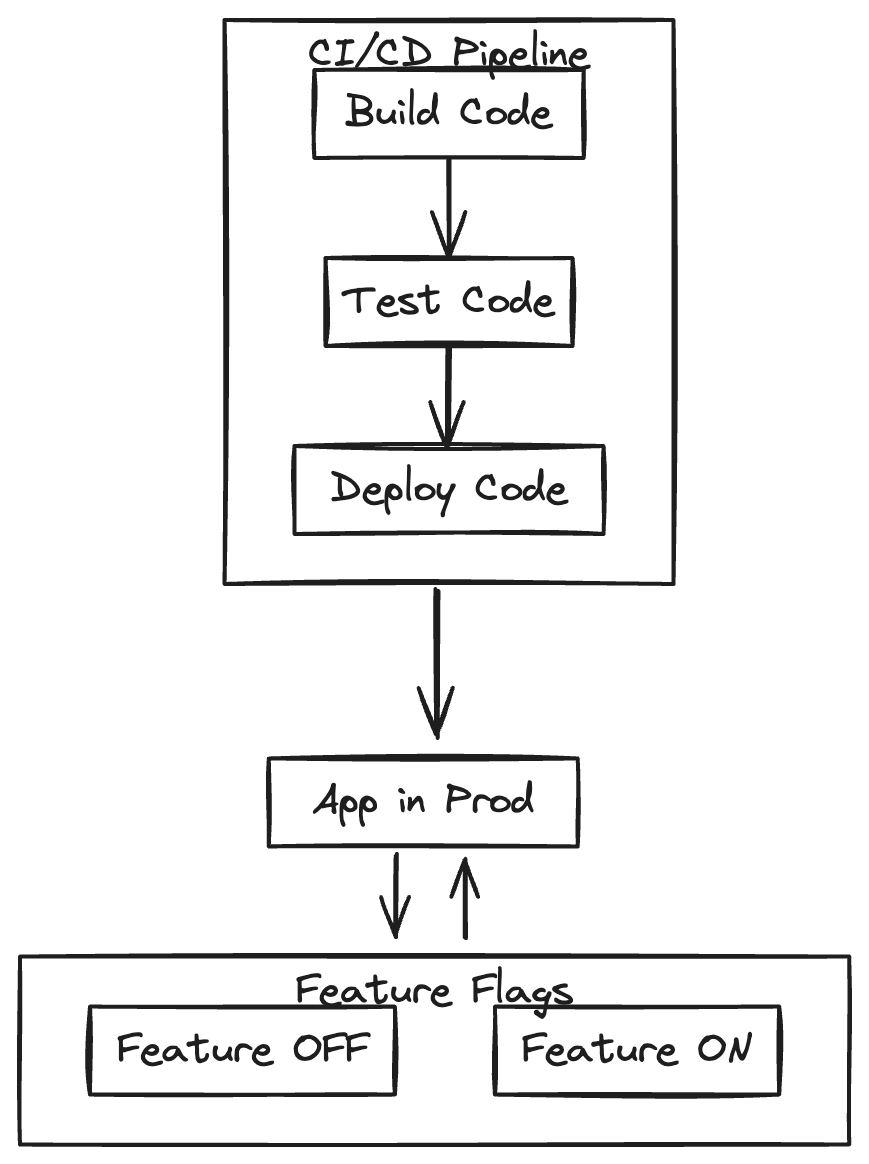 CI/CD Pipeline
Build Code
Test Code
Deploy Code
App in Prod
Feature Flags
Feature OFF
Feature ON